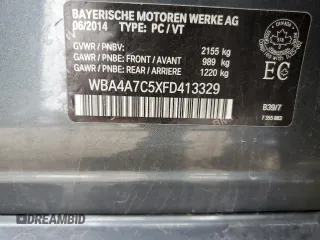 BAYERISCHE MOTOREN WERKE AG
06/2014 TYPE: PC / VT
GVWR / PNBV: 2155 kg
GAWR / PNBE: FRONT / AVANT 989 kg
GAWR / PNBE: REAR / ARRIERE 1220 kg
WBA4A7C5XFD413329
CANADA
EC
B39/7
DREAMBID